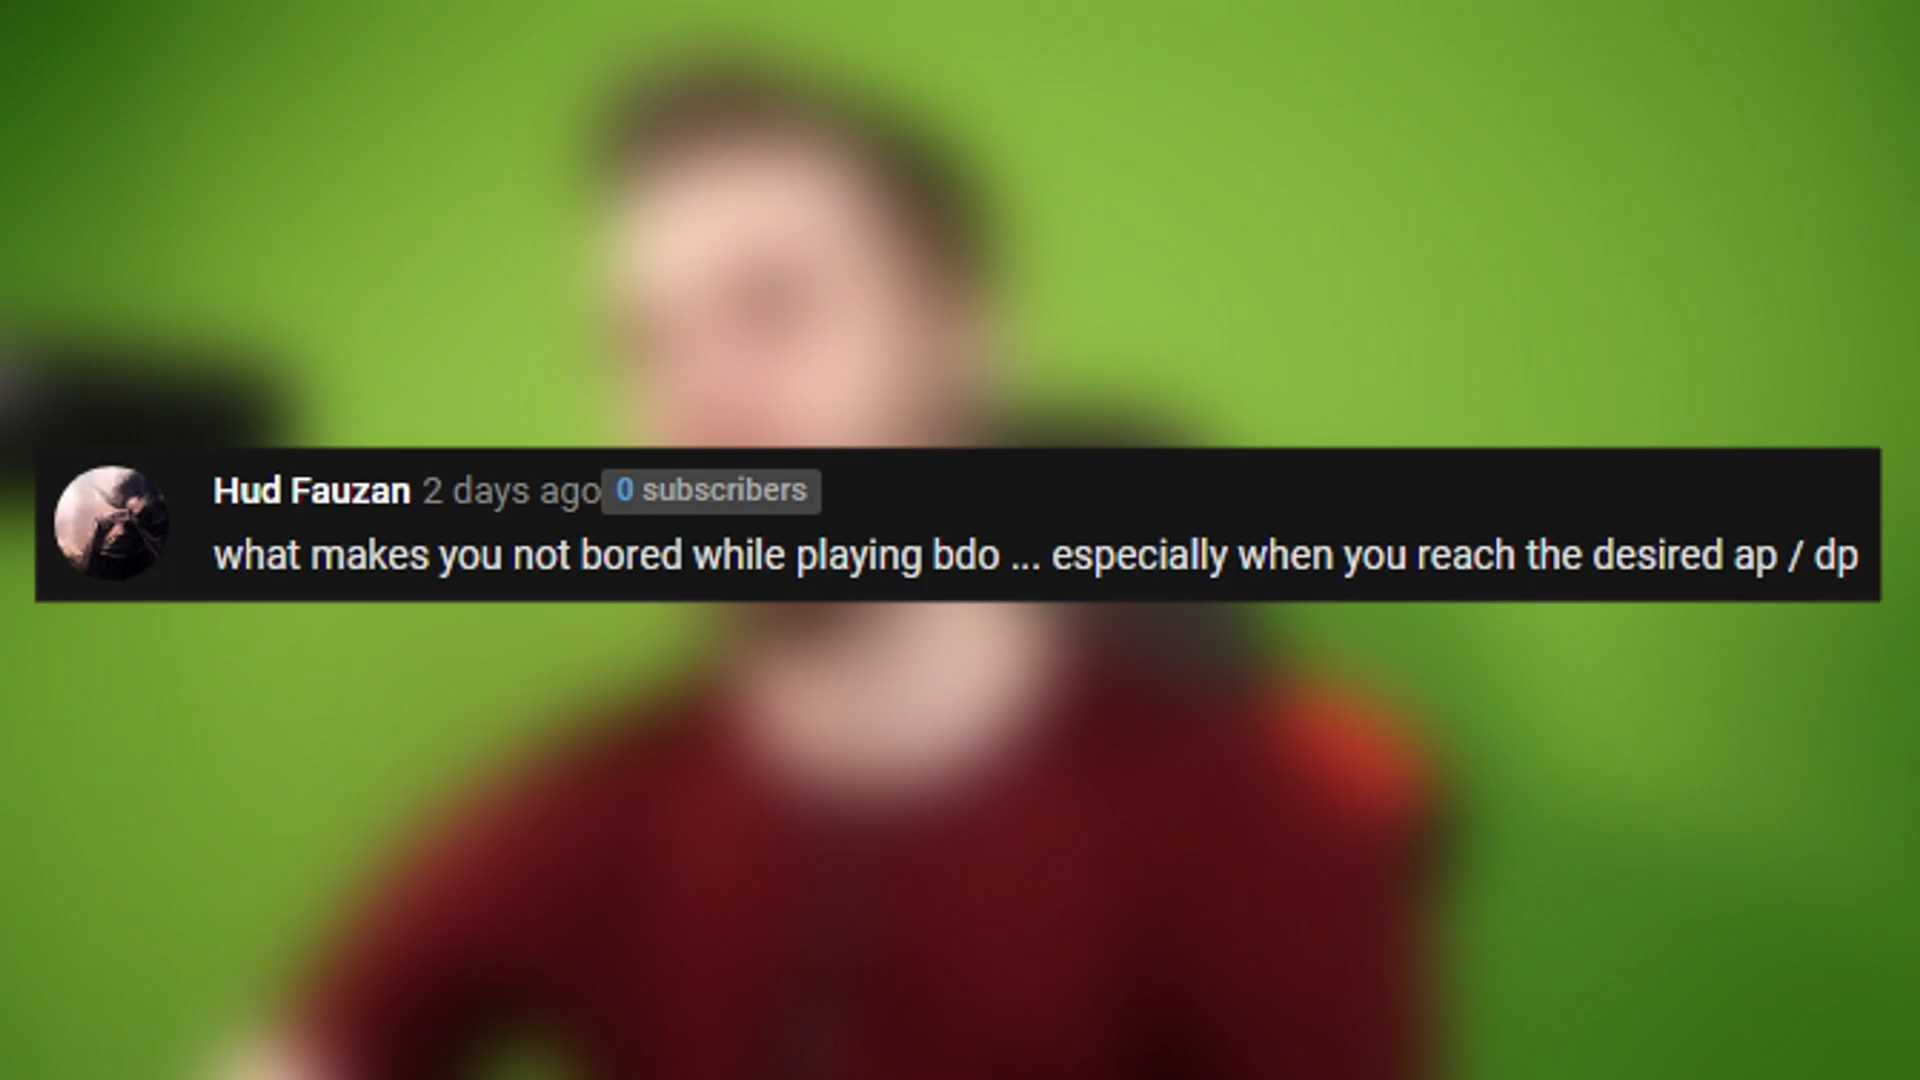 Hud Fauzan 2 days ago 0 subscribers
what makes you not bored while playing bdo ... especially when you reach the desired ap / dp